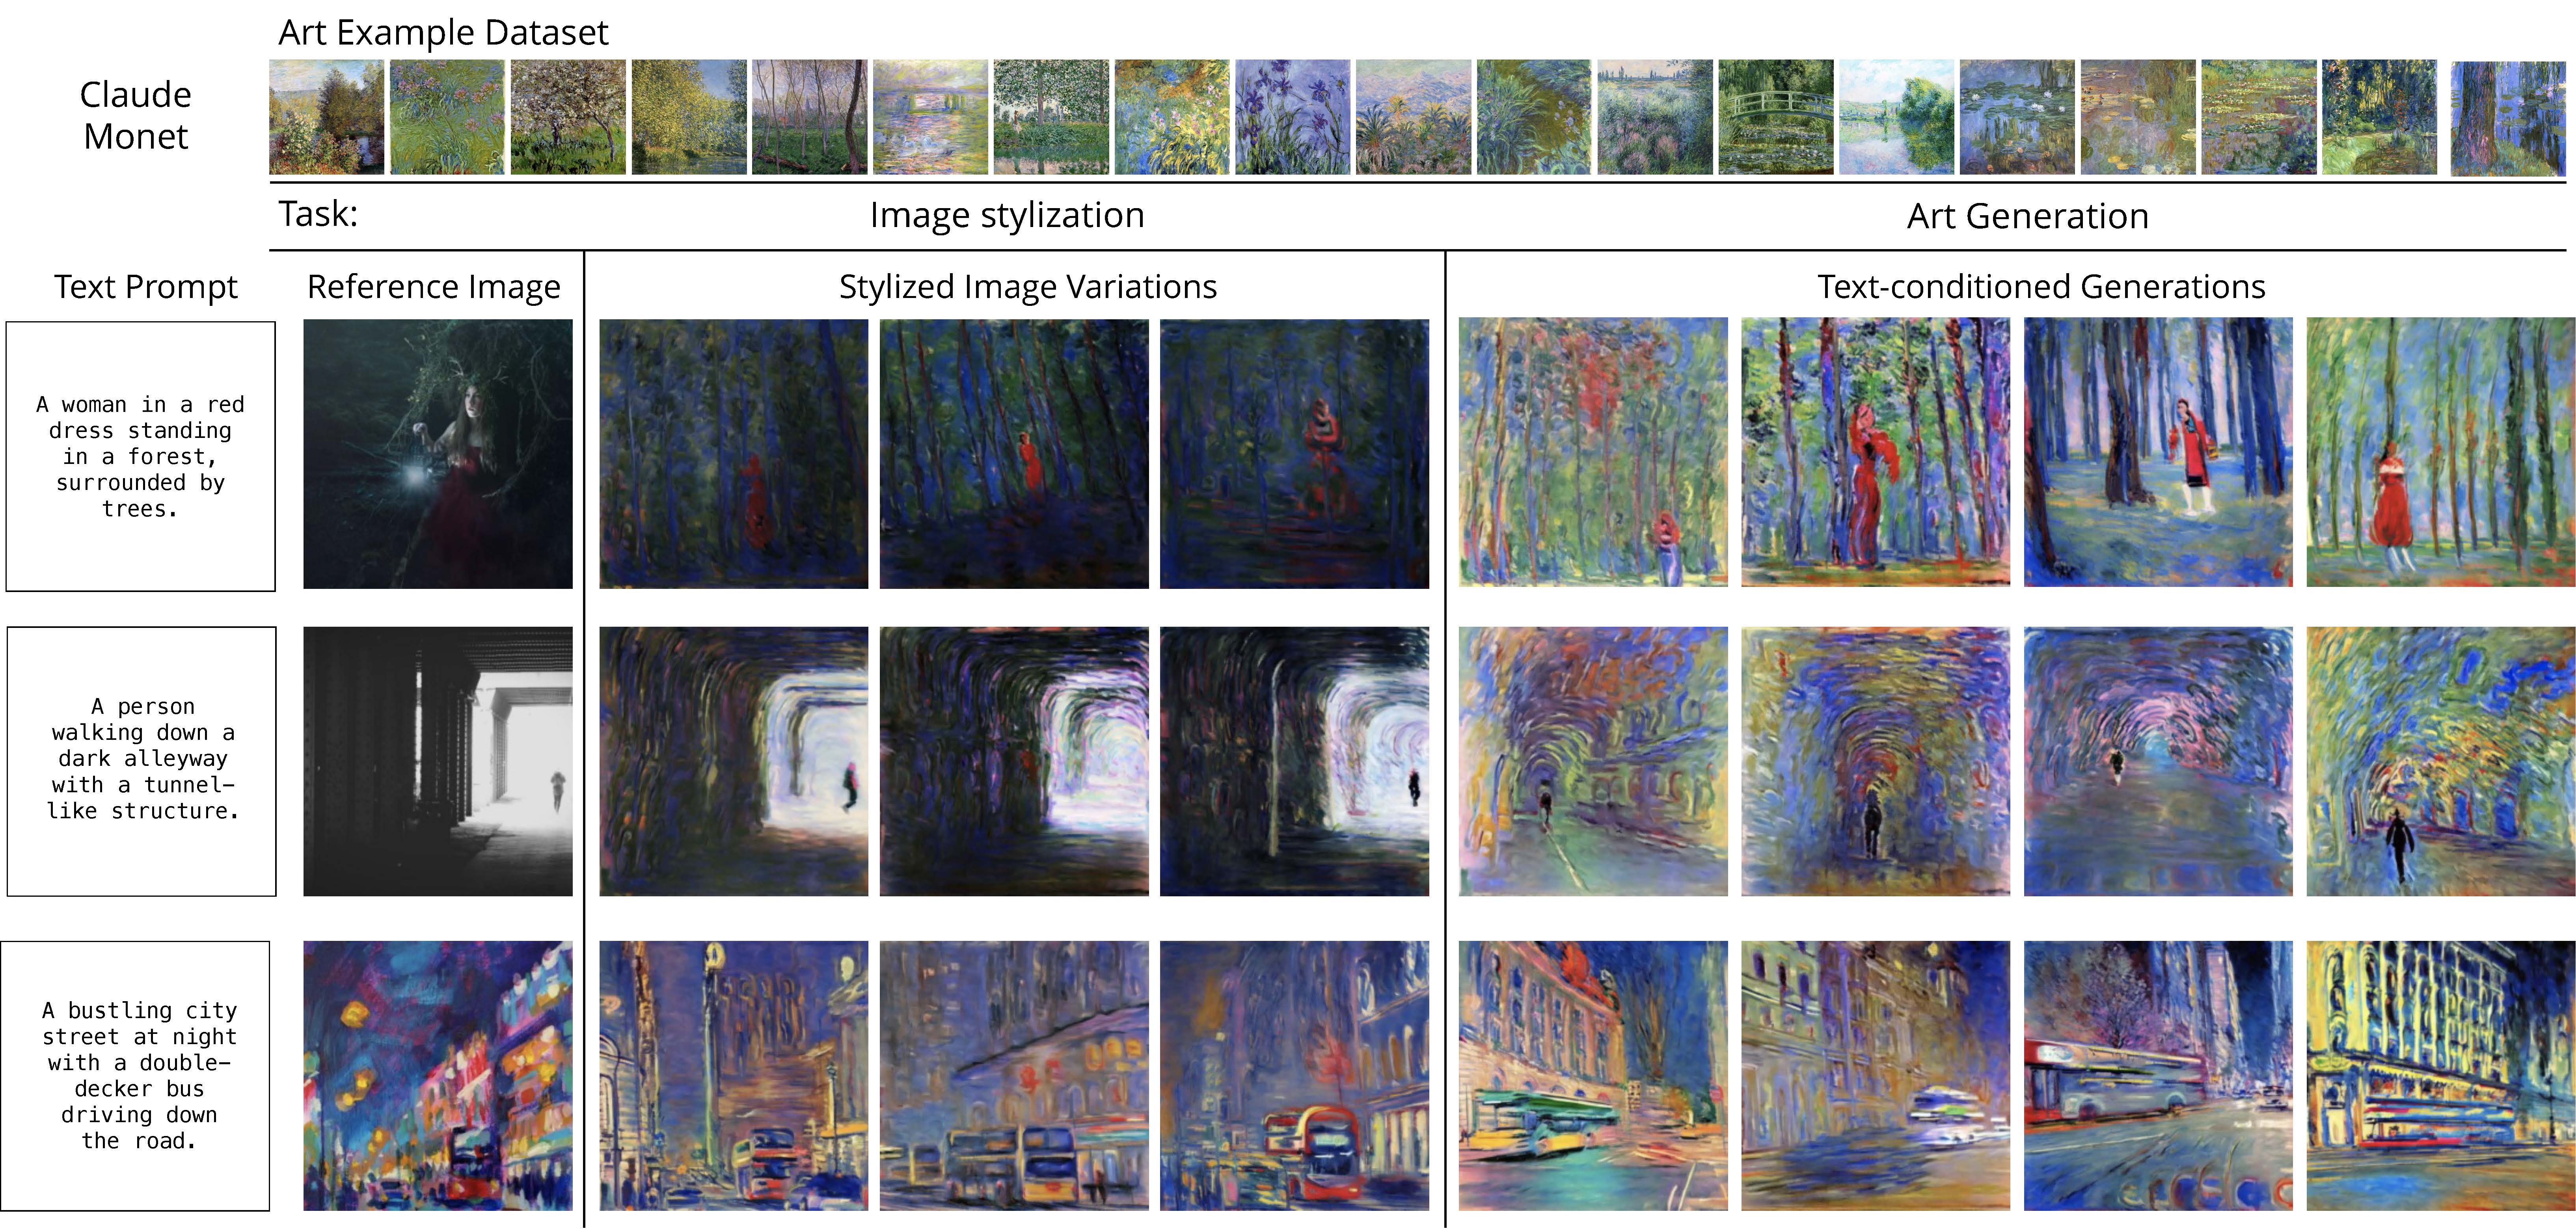 Art Example Dataset
Claude
Monet
Task:
Image stylization
Art Generation
Text Prompt
Reference Image
Stylized Image Variations
Text-conditioned Generations
A woman in a red
dress standing
in a forest,
surrounded by
trees.
A person
walking down a
dark alleyway
with a tunnel-
like structure.
A bustling city
street at night
with a double-
decker bus
driving down
the road.